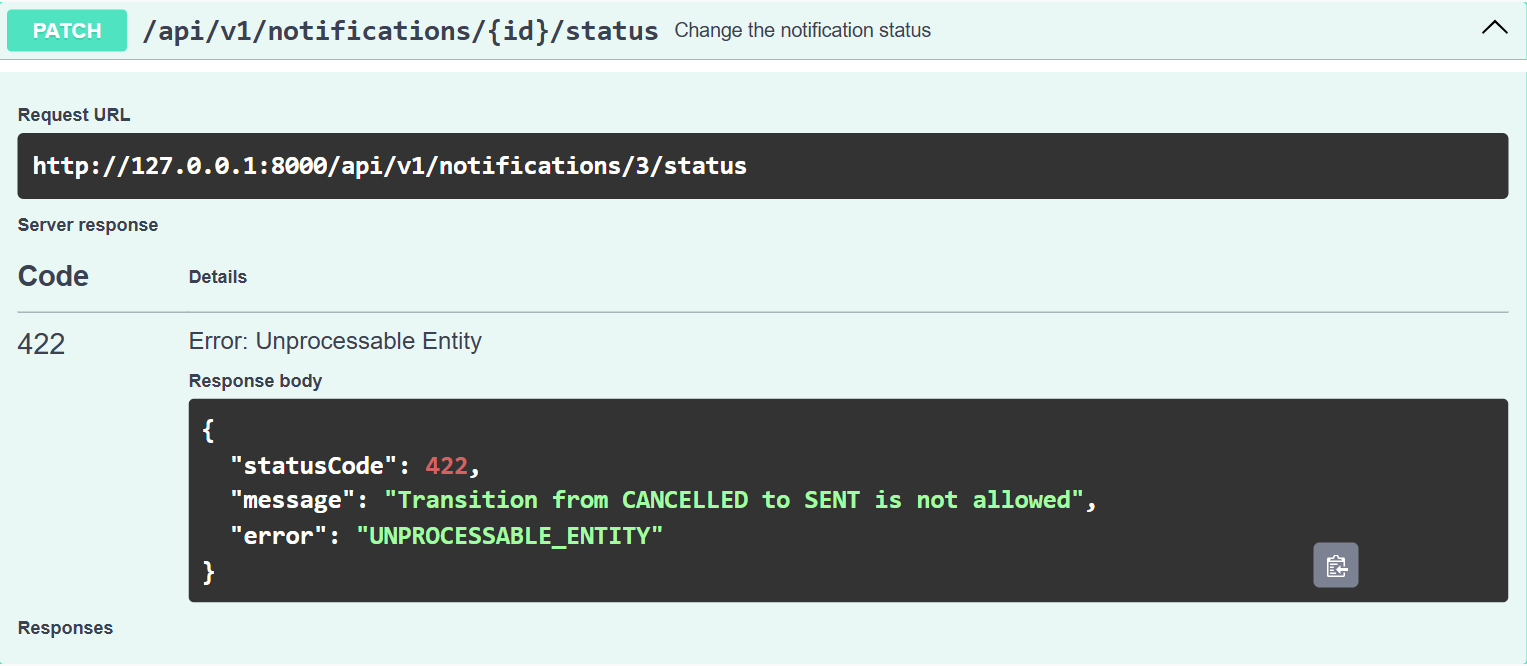 PATCH /api/v1/notifications/{id}/status Change the notification status
Request URL
http://127.0.0.1:8000/api/v1/notifications/3/status
Server response
Code Details
422 Error: Unprocessable Entity
Response body
{
"statusCode": 422,
"message": "Transition from CANCELLED to SENT is not allowed",
"error": "UNPROCESSABLE_ENTITY"
}
Responses